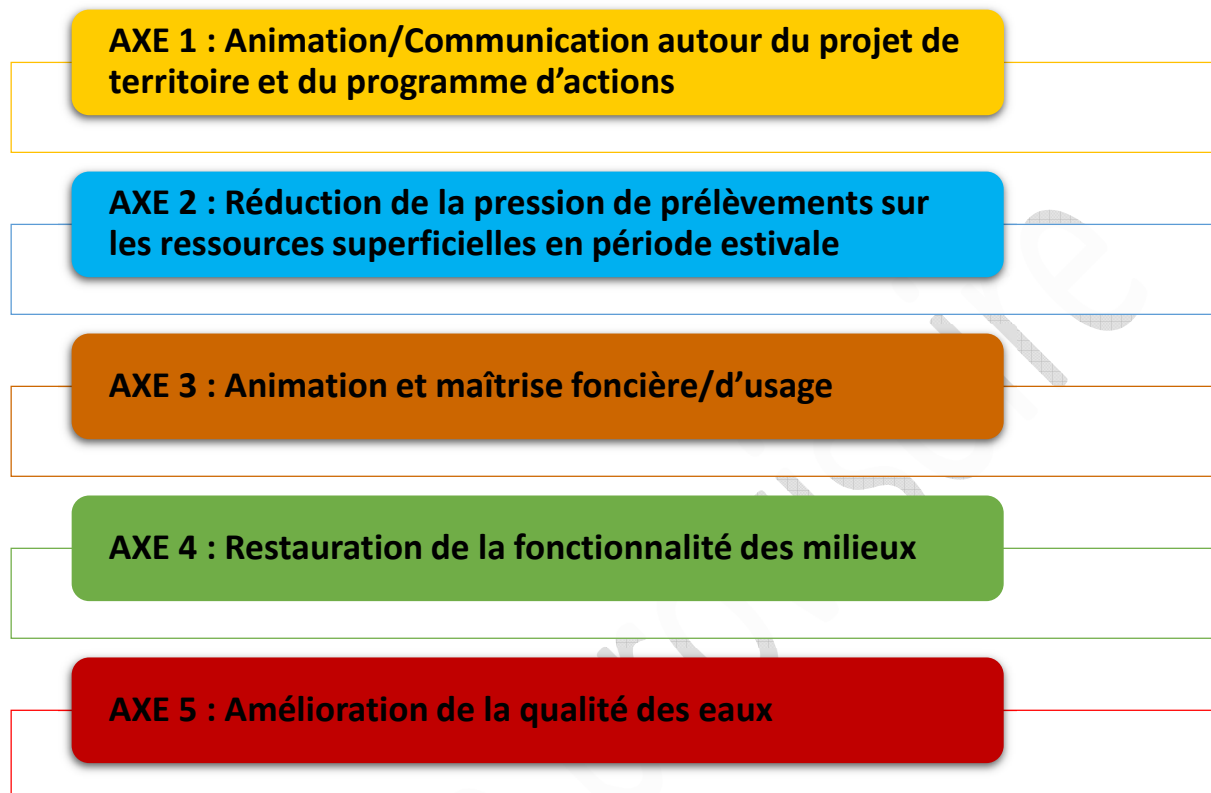 AXE 1 : Animation/Communication autour du projet de
territoire et du programme d'actions
AXE 2 : Réduction de la pression de prélèvements sur
les ressources superficielles en période estivale
AXE 3 : Animation et maîtrise foncière/d'usage
AXE 4 : Restauration de la fonctionnalité des milieux
AXE 5 : Amélioration de la qualité des eaux